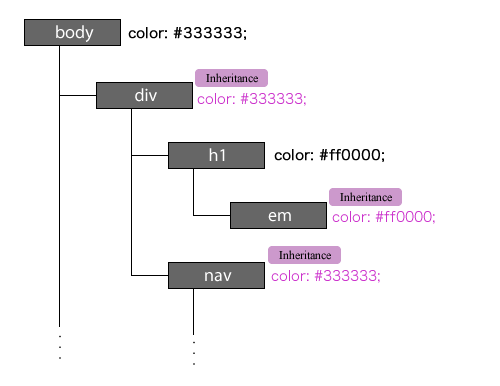 body color: #333333;
Inheritance
div color: #333333;
h1 color: #ff0000;
Inheritance
em color: #ff0000;
Inheritance
nav color: #333333;